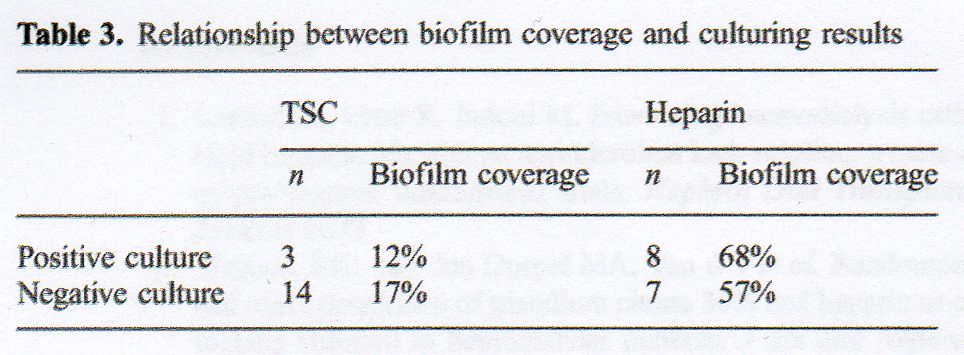 Table 3. Relationship between biofilm coverage and culturing results
TSC Heparin
n Biofilm coverage n Biofilm coverage
Positive culture 3 12% 8 68%
Negative culture 14 17% 7 57%